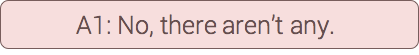 A1: No, there aren’t any.